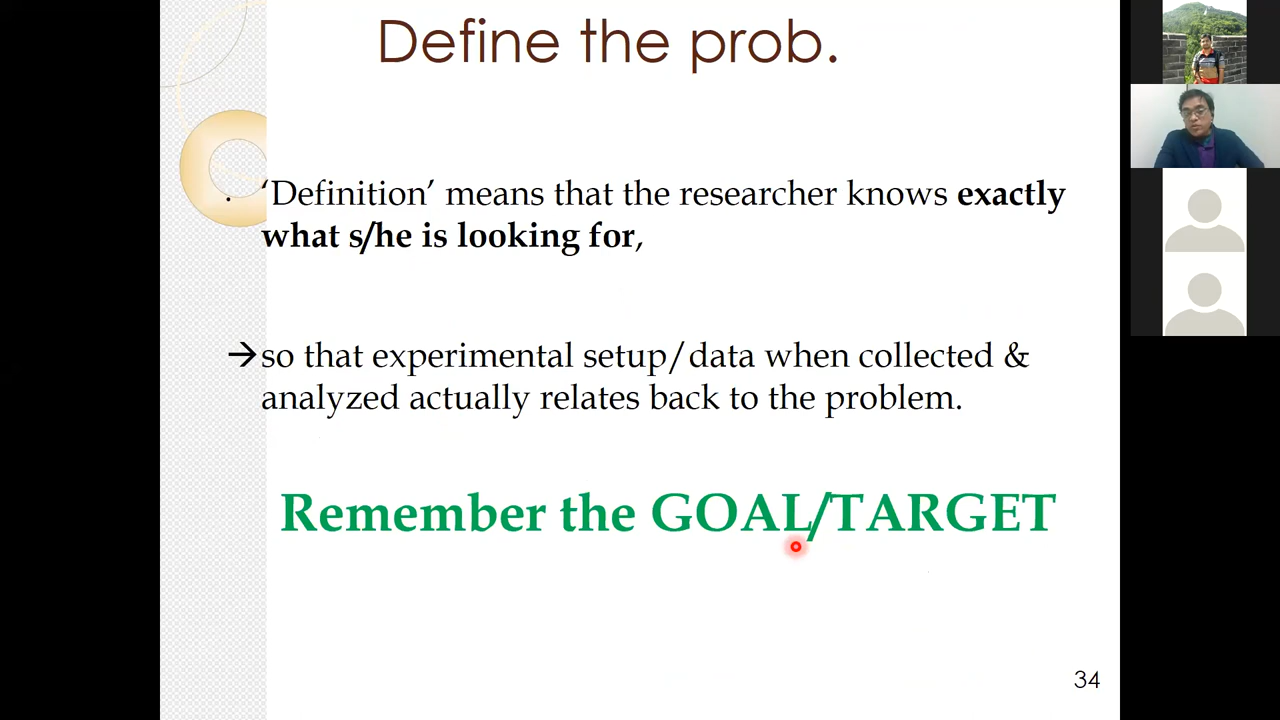 Define the prob.
. ‘Definition’ means that the researcher knows exactly
what s/he is looking for,
→so that experimental setup/data when collected &
analyzed actually relates back to the problem.
Remember the GOAL/TARGET
34